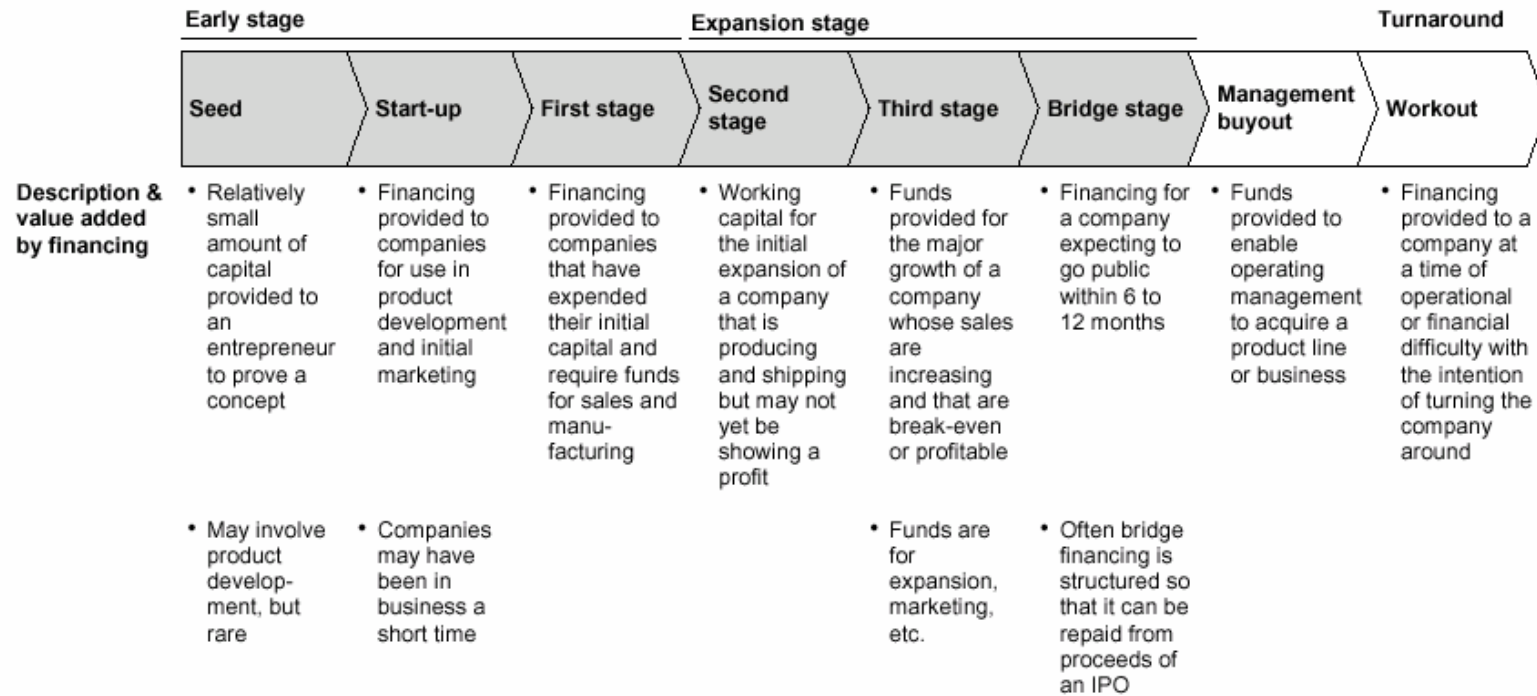 Early stage
Expansion stage
Turnaround
Seed
Start-up
First stage
Second
stage
Third stage
Bridge stage
Management
buyout
Workout
Description &
value added
by financing
• Relatively
small
amount of
capital
provided to
an
entrepreneur
to prove a
concept
• May involve
product
develop-
ment, but
rare
• Financing
provided to
companies
for use in
product
development
and initial
marketing
• Companies
may have
been in
business a
short time
• Financing
provided to
companies
that have
expended
their initial
capital and
require funds
for sales and
manu-
facturing
• Working
capital for
the initial
expansion of
a company
that is
producing
and shipping
but may not
yet be
showing a
profit
• Funds
provided for
the major
growth of a
company
whose sales
are
increasing
and that are
break-even
or profitable
• Funds are
for
expansion,
marketing,
etc.
• Financing for
a company
expecting to
go public
within 6 to
12 months
• Often bridge
financing is
structured so
that it can be
repaid from
proceeds of
an IPO
• Funds
provided to
enable
operating
management
to acquire a
product line
or business
• Financing
provided to a
company at
a time of
operational
or financial
difficulty with
the intention
of turning the
company
around